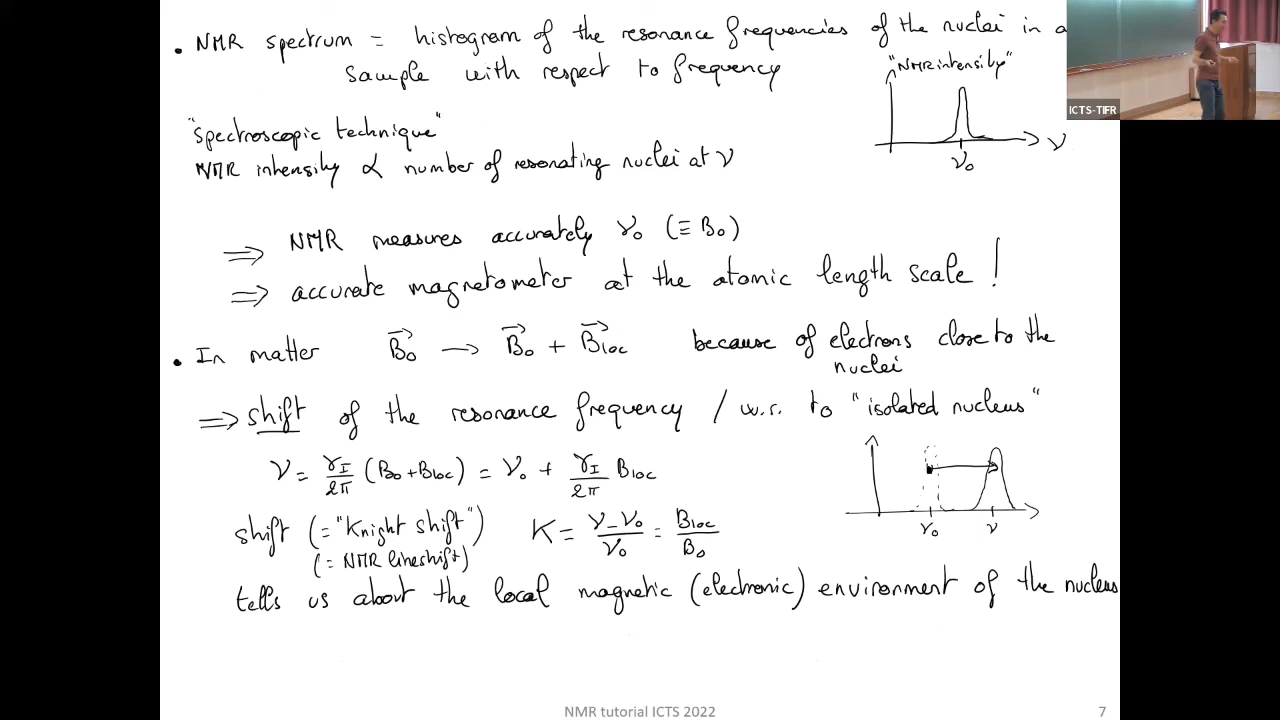 • NMR spectrum = histogram of the resonance frequencies of the nuclei in a
sample with respect to frequency
"NMR intensity"
ν
ν₀
"spectroscopic technique"
NMR intensity α number of resonating nuclei at ν
⇒ NMR measures accurately ν₀ (≡ B₀)
⇒ accurate magnetometer at the atomic length scale !
• In matter B₀⃗ → B₀⃗ + B⃗loc because of electrons close to the
nuclei
⇒ shift of the resonance frequency / w.r. to "isolated nucleus"
ν = γI/2π (B₀ + Bloc) = ν₀ + γI/2π Bloc
shift (= "Knight shift") K = (ν – ν₀)/ν₀ = Bloc/B₀
(= NMR lineshift)
ν₀ ν
tells us about the local magnetic (electronic) environment of the nucleus
NMR tutorial ICTS 2022
7
ICTS-TIFR